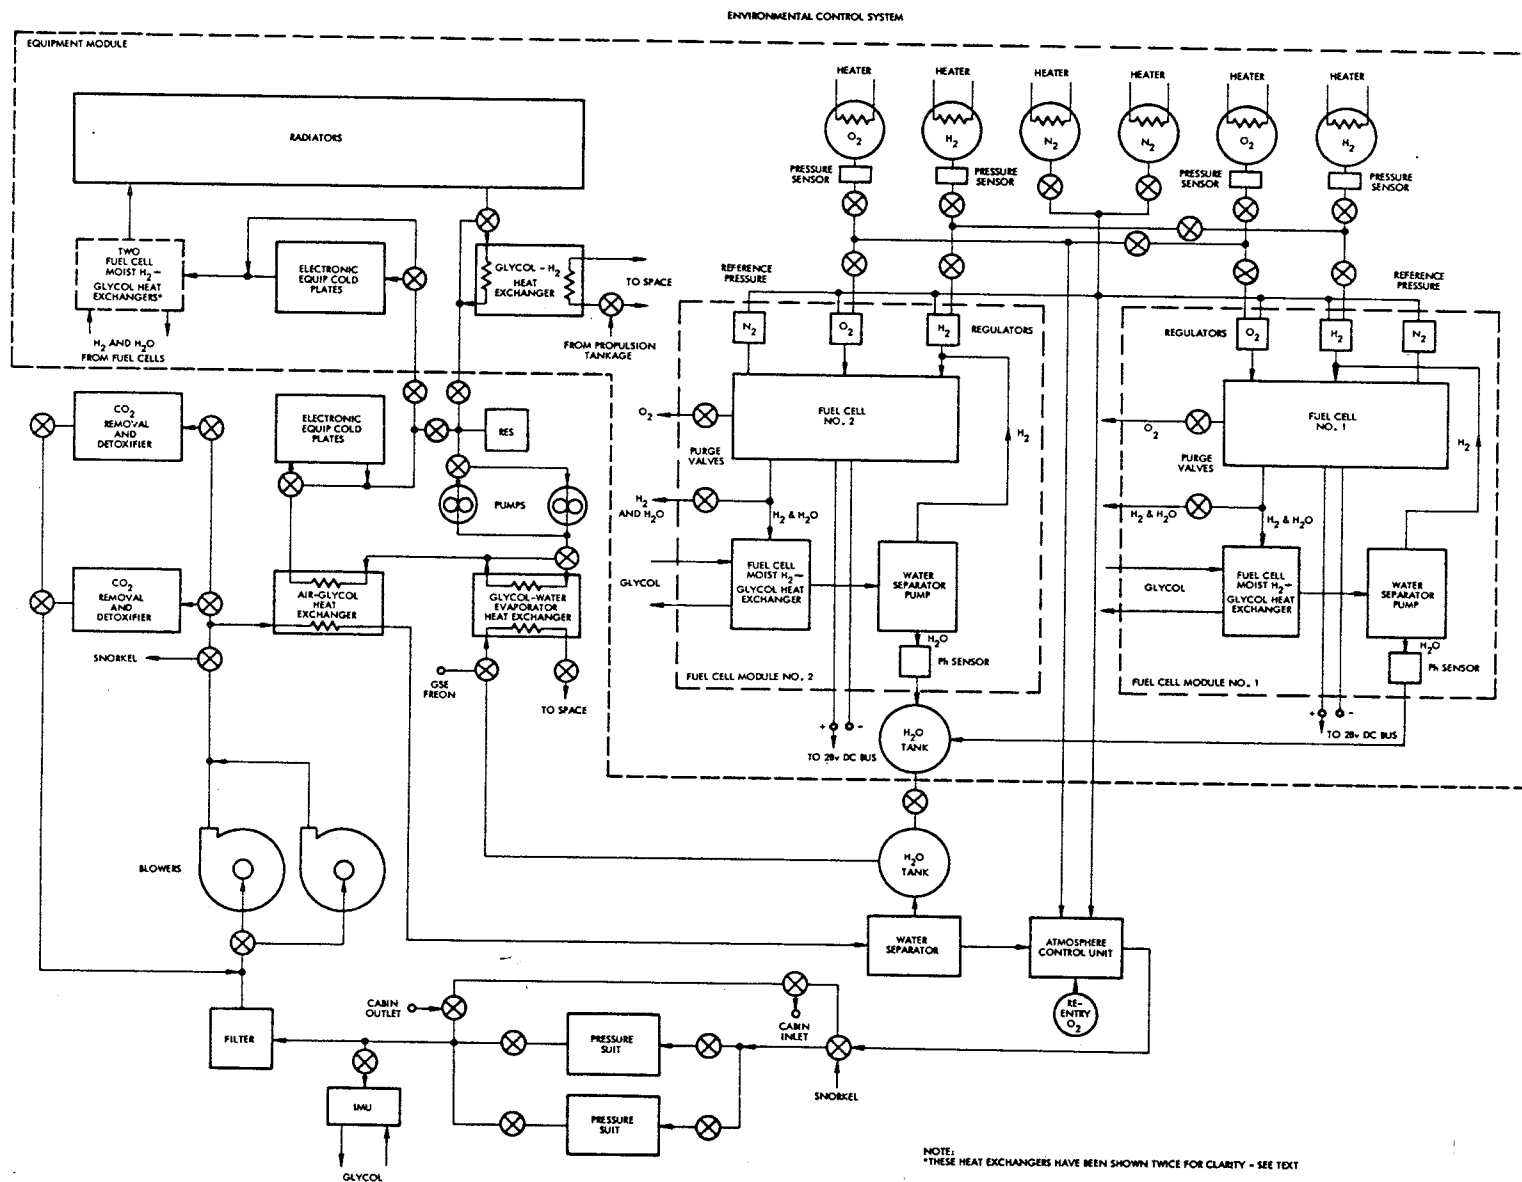 ENVIRONMENTAL CONTROL SYSTEM
EQUIPMENT MODULE
HEATER
HEATER
HEATER
HEATER
HEATER
HEATER
RADIATORS
O2
H2
N2
N2
O2
H2
PRESSURE
SENSOR
PRESSURE
SENSOR
PRESSURE
SENSOR
PRESSURE
SENSOR
TWO
FUEL CELL
MOIST H2—
GLYCOL HEAT
EXCHANGERS*
ELECTRONIC
EQUIP COLD
PLATES
GLYCOL - H2
HEAT
EXCHANGER
TO SPACE
REFERENCE
PRESSURE
REFERENCE
PRESSURE
H2 AND H2O
FROM FUEL CELLS
FROM PROPULSION
TANKAGE
N2
O2
H2
REGULATORS
REGULATORS
O2
H2
N2
CO2
REMOVAL
AND
DETOXIFIER
ELECTRONIC
EQUIP COLD
PLATES
RES
O2
FUEL CELL
NO. 2
H2
O2
FUEL CELL
NO. 1
H2
PURGE
VALVES
PURGE
VALVES
PUMPS
H2
AND H2O
H2 & H2O
H2 & H2O
H2 & H2O
CO2
REMOVAL
AND
DETOXIFIER
AIR-GLYCOL
HEAT
EXCHANGER
GLYCOL-WATER
EVAPORATOR
HEAT EXCHANGER
GLYCOL
FUEL CELL
MOIST H2—
GLYCOL HEAT
EXCHANGER
WATER
SEPARATOR
PUMP
GLYCOL
FUEL CELL
MOIST H2—
GLYCOL HEAT
EXCHANGER
WATER
SEPARATOR
PUMP
SNORKEL
GSE
FREON
TO SPACE
H2O
Ph SENSOR
H2O
Ph SENSOR
FUEL CELL MODULE NO. 2
FUEL CELL MODULE NO. 1
+ -
+ -
TO 28v DC BUS
H2O
TANK
TO 28v DC BUS
BLOWERS
H2O
TANK
WATER
SEPARATOR
ATMOSPHERE
CONTROL UNIT
CABIN
OUTLET
CABIN
INLET
RE-
ENTRY
O2
FILTER
PRESSURE
SUIT
SNORKEL
IMU
PRESSURE
SUIT
GLYCOL
NOTE:
*THESE HEAT EXCHANGERS HAVE BEEN SHOWN TWICE FOR CLARITY - SEE TEXT